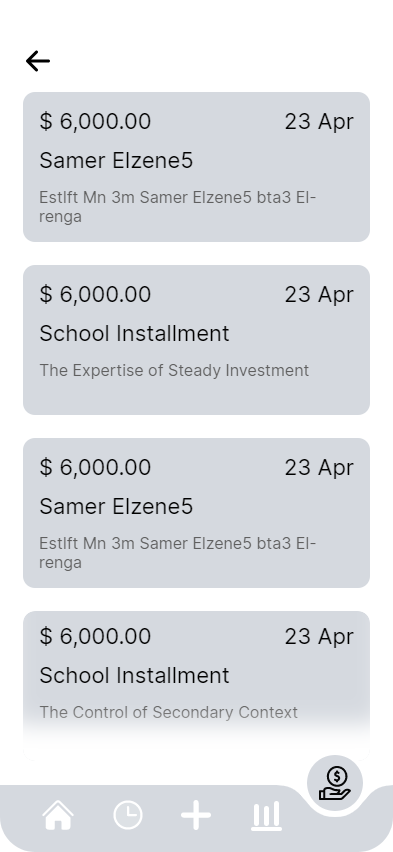 $ 6,000.00 23 Apr
Samer Elzene5
Estlft Mn 3m Samer Elzene5 bta3 El-
renga
$ 6,000.00 23 Apr
School Installment
The Expertise of Steady Investment
$ 6,000.00 23 Apr
Samer Elzene5
Estlft Mn 3m Samer Elzene5 bta3 El-
renga
$ 6,000.00 23 Apr
School Installment
The Control of Secondary Context
$